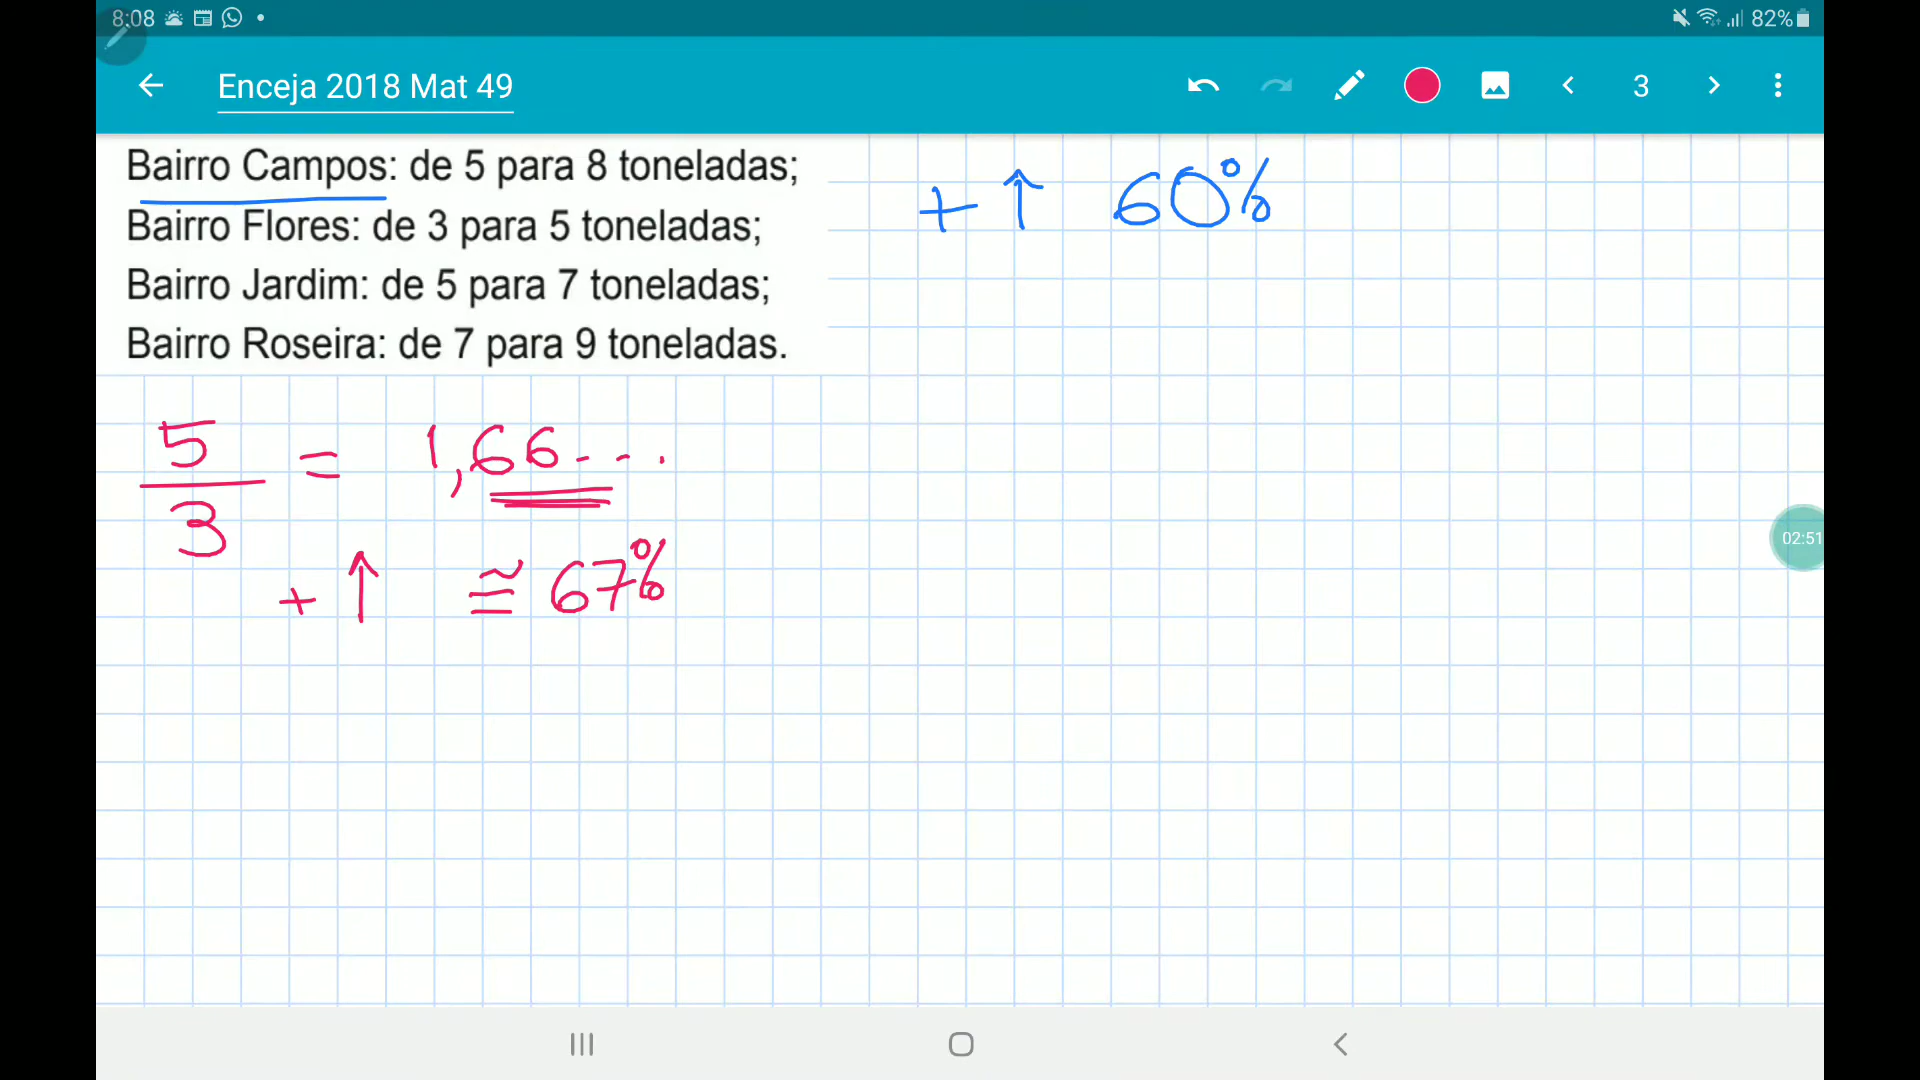 8:08
82%
Enceja 2018 Mat 49
3
Bairro Campos: de 5 para 8 toneladas;
+ ↑ 60%
Bairro Flores: de 3 para 5 toneladas;
Bairro Jardim: de 5 para 7 toneladas;
Bairro Roseira: de 7 para 9 toneladas.
5/3 = 1,66...
+ ↑ ≅ 67%
02:51